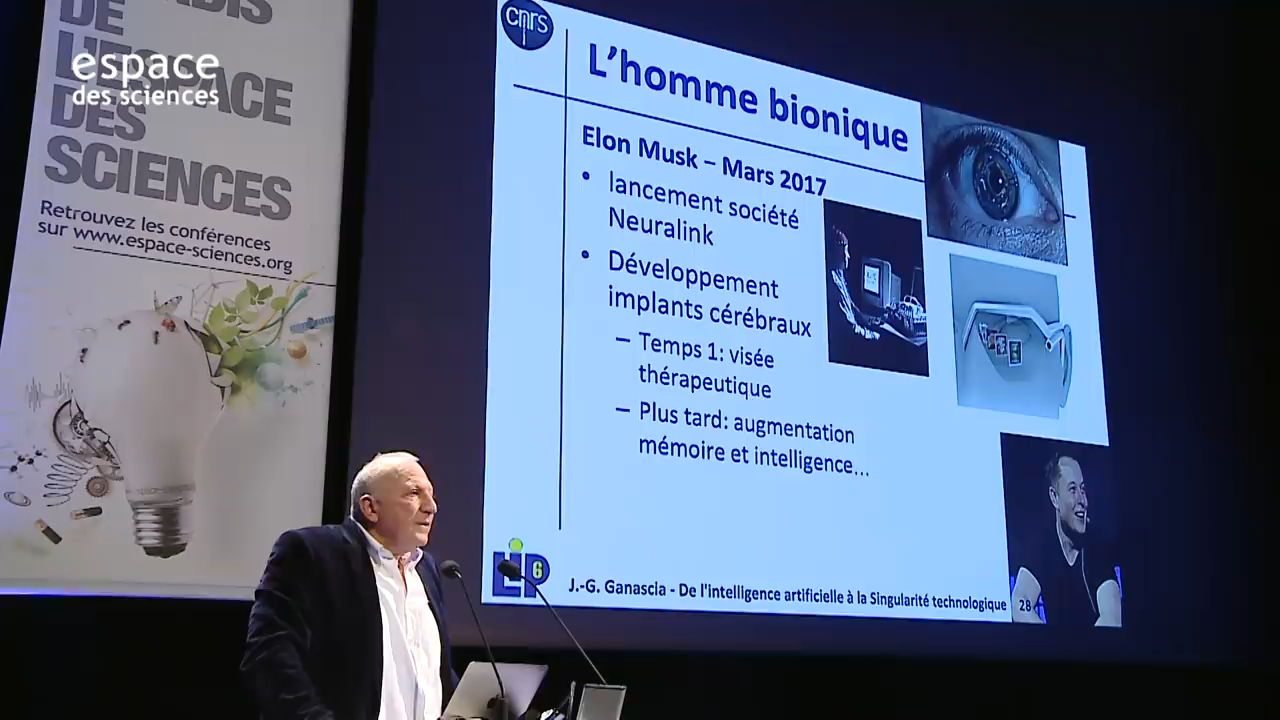 DE
L'ESPACE
DES
SCIENCES
Retrouvez les conférences
sur www.espace-sciences.org
espace
des sciences
cnrs
L'homme bionique
Elon Musk – Mars 2017
• lancement société
Neuralink
• Développement
implants cérébraux
– Temps 1: visée
thérapeutique
– Plus tard: augmentation
mémoire et intelligence...
LIP6
J.-G. Ganascia - De l'intelligence artificielle à la Singularité technologique
28